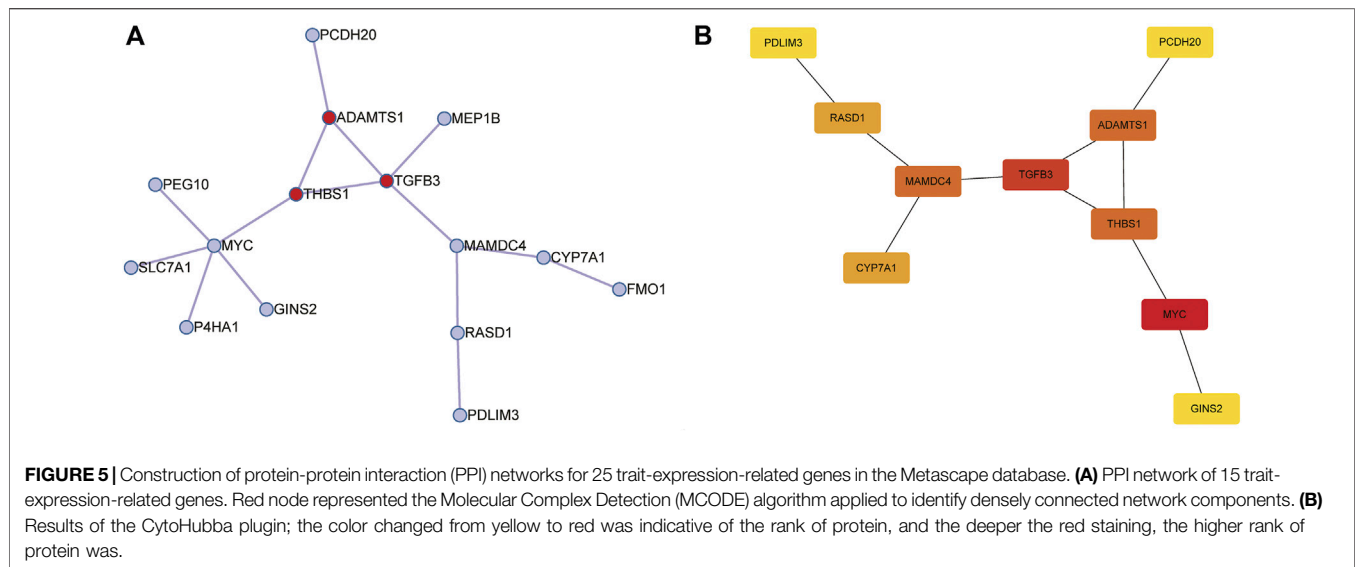 A
PCDH20
ADAMTS1
MEP1B
TGFB3
THBS1
PEG10
MYC
SLC7A1
P4HA1
GINS2
MAMDC4
CYP7A1
FMO1
RASD1
PDLIM3
B
PDLIM3
PCDH20
RASD1
ADAMTS1
MAMDC4
TGFB3
THBS1
CYP7A1
MYC
GINS2
FIGURE 5 | Construction of protein-protein interaction (PPI) networks for 25 trait-expression-related genes in the Metascape database. (A) PPI network of 15 trait-
expression-related genes. Red node represented the Molecular Complex Detection (MCODE) algorithm applied to identify densely connected network components. (B)
Results of the CytoHubba plugin; the color changed from yellow to red was indicative of the rank of protein, and the deeper the red staining, the higher rank of
protein was.